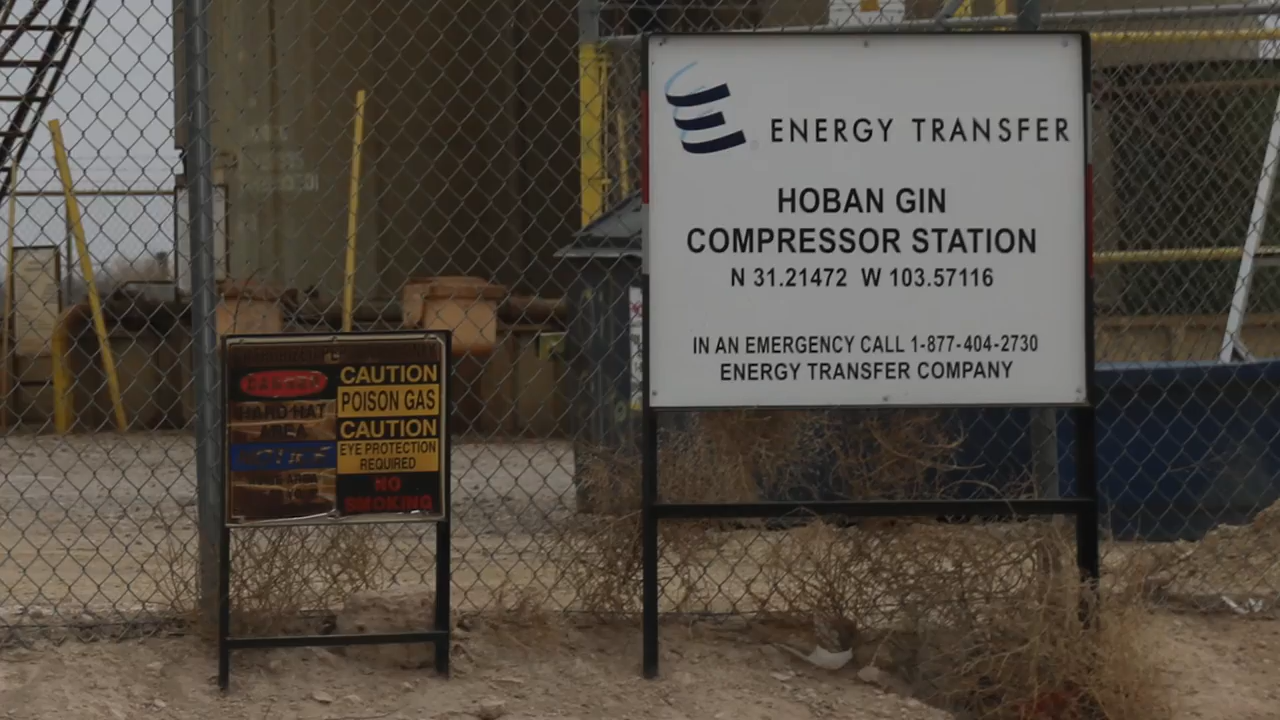 ENERGY TRANSFER
HOBAN GIN
COMPRESSOR STATION
N 31.21472 W 103.57116
IN AN EMERGENCY CALL 1-877-404-2730
ENERGY TRANSFER COMPANY
DANGER
HARD HAT
NOTICE
CAUTION
POISON GAS
CAUTION
EYE PROTECTION
REQUIRED
NO
SMOKING